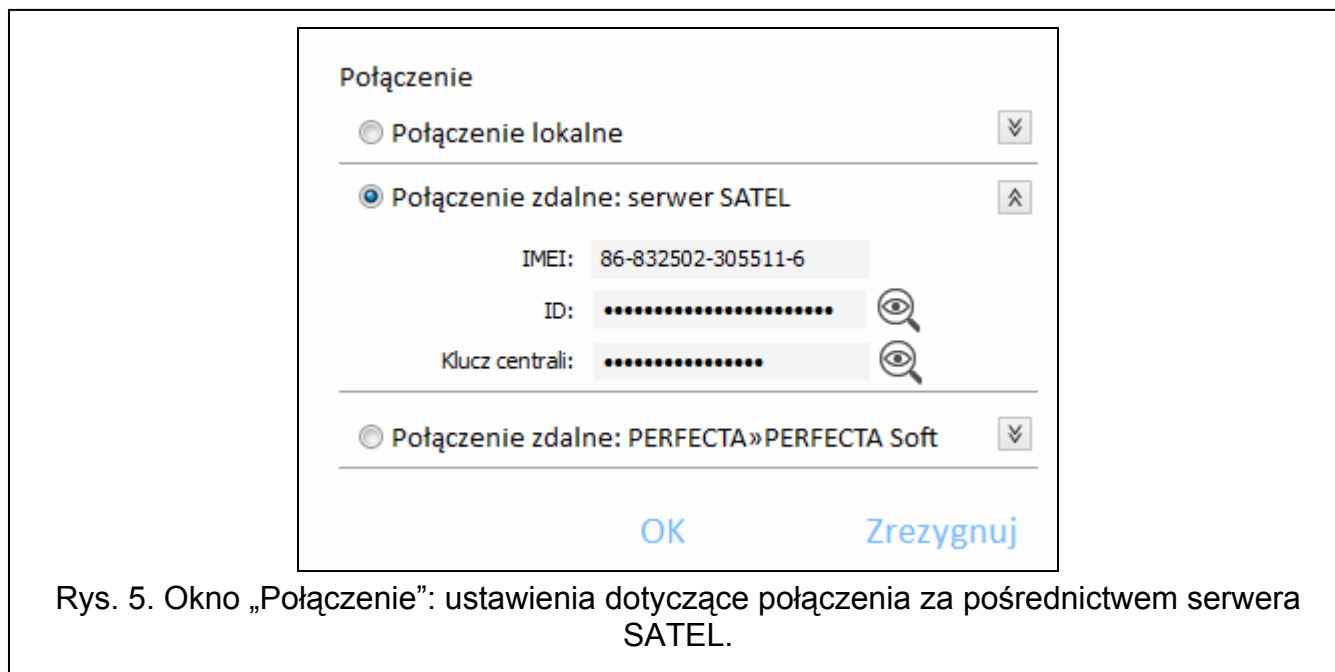 Połączenie
Połączenie lokalne
Połączenie zdalne: serwer SATEL
IMEI: 86-832502-305511-6
ID: •••••••••••••••••••••••
Klucz centrali: ••••••••••••••••
Połączenie zdalne: PERFECTA»PERFECTA Soft
OK Zrezygnuj
Rys. 5. Okno „Połączenie”: ustawienia dotyczące połączenia za pośrednictwem serwera
SATEL.